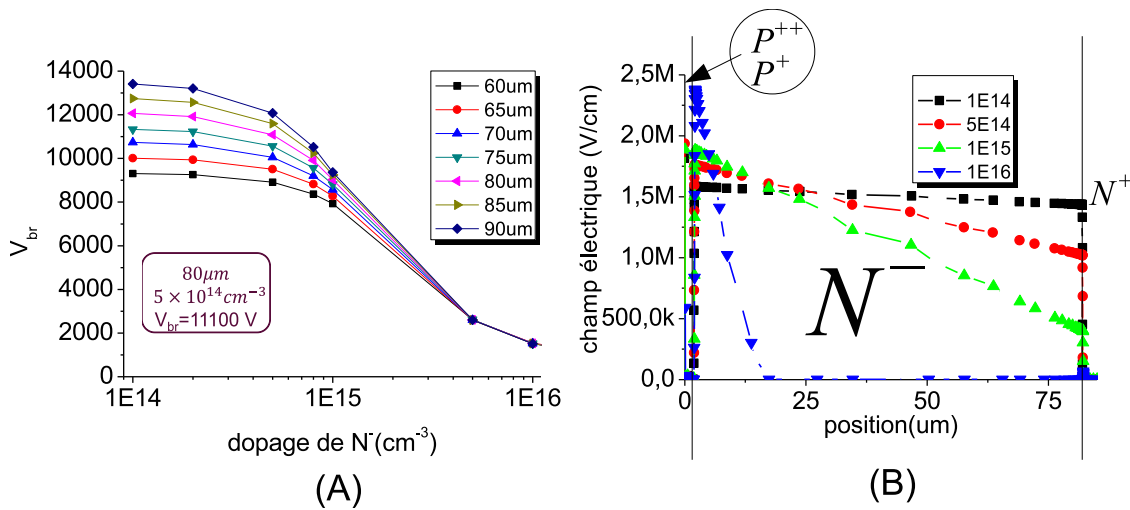 14000
12000
10000
8000
6000
4000
2000
0
V_br
1E14
1E15
1E16
dopage de N⁻(cm⁻³)
60um
65um
70um
75um
80um
85um
90um
80μm
5 × 10¹⁴cm⁻³
V_br=11100 V
(A)
P⁺⁺
P⁺
2,5M
2,0M
1,5M
1,0M
500,0k
0,0
champ électrique (V/cm)
1E14
5E14
1E15
1E16
N⁺
N⁻
0
25
50
75
position(um)
(B)